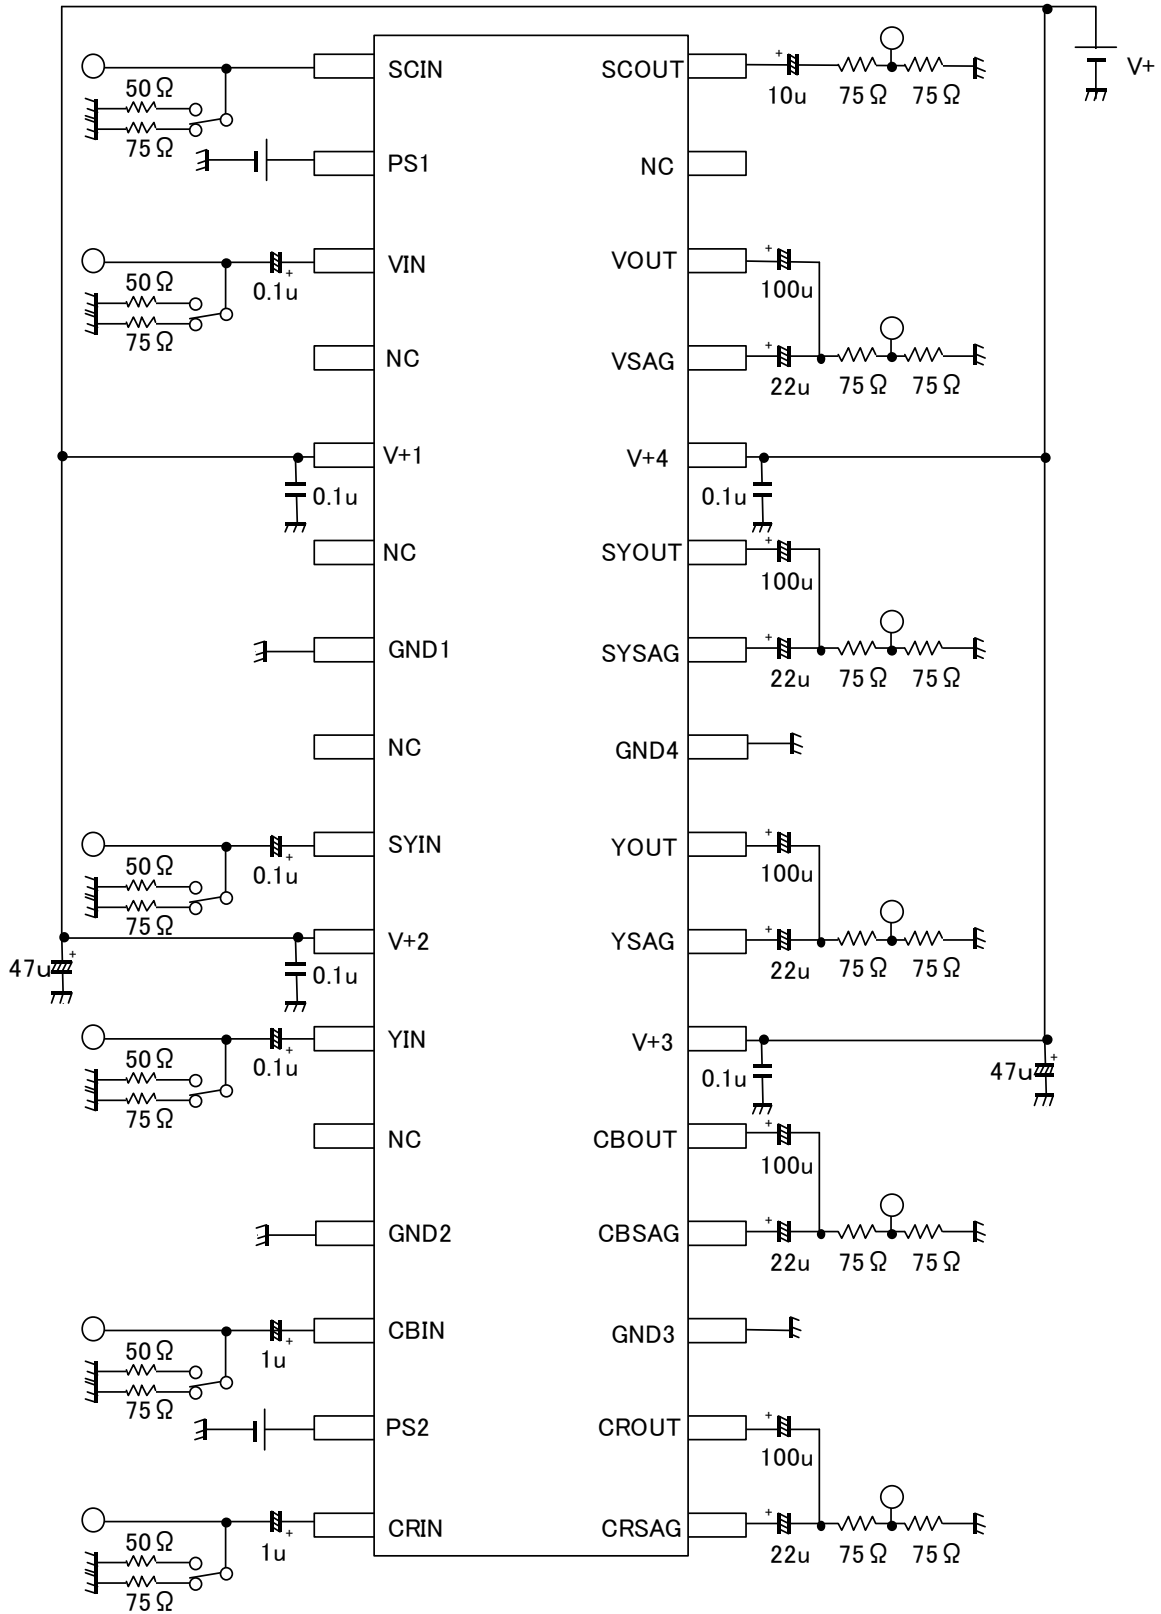 SCIN
SCOUT
V+
50Ω
10u
75Ω
75Ω
75Ω
PS1
NC
VIN
VOUT
50Ω
0.1u
100u
75Ω
NC
VSAG
22u
75Ω
75Ω
V+1
V+4
0.1u
0.1u
NC
SYOUT
100u
GND1
SYSAG
22u
75Ω
75Ω
NC
GND4
SYIN
YOUT
50Ω
0.1u
100u
75Ω
V+2
YSAG
47u
+
0.1u
22u
75Ω
75Ω
YIN
V+3
50Ω
0.1u
0.1u
47u
+
75Ω
NC
CBOUT
100u
GND2
CBSAG
22u
75Ω
75Ω
CBIN
GND3
50Ω
1u
75Ω
PS2
CROUT
100u
CRIN
CRSAG
50Ω
1u
22u
75Ω
75Ω
75Ω